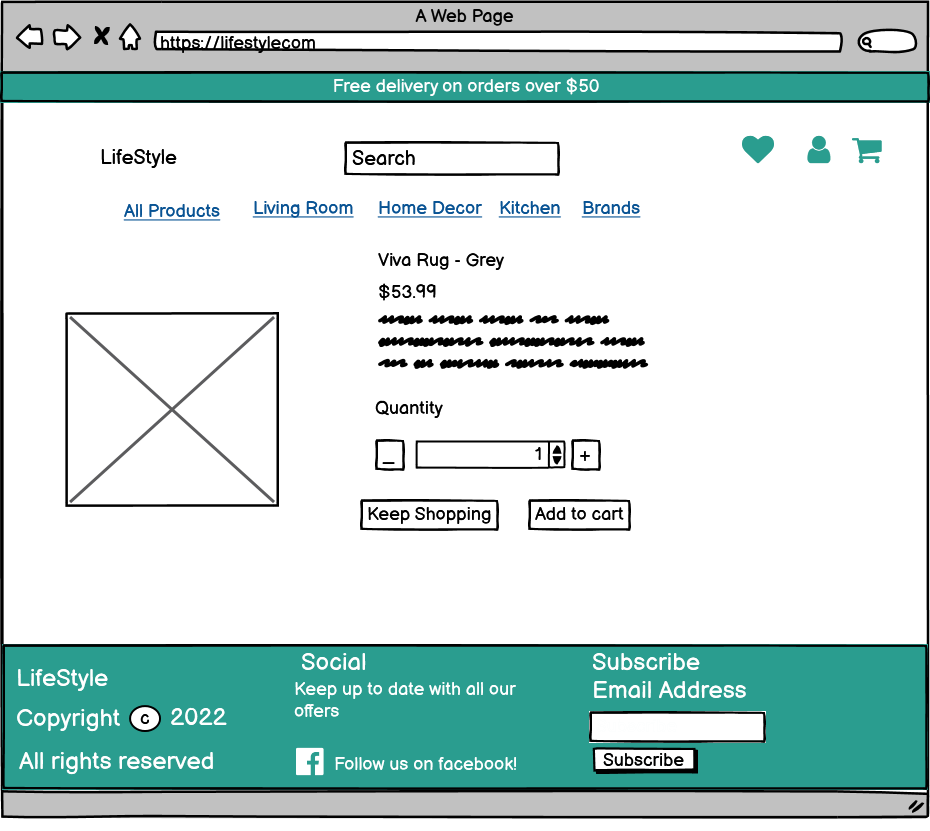 A Web Page
https://lifestylecom
Free delivery on orders over $50
LifeStyle
Search
All Products
Living Room
Home Decor
Kitchen
Brands
Viva Rug - Grey
$53.99
Quantity
_
1
+
Keep Shopping
Add to cart
LifeStyle
Copyright c 2022
All rights reserved
Social
Keep up to date with all our
offers
Follow us on facebook!
Subscribe
Email Address
Subscribe